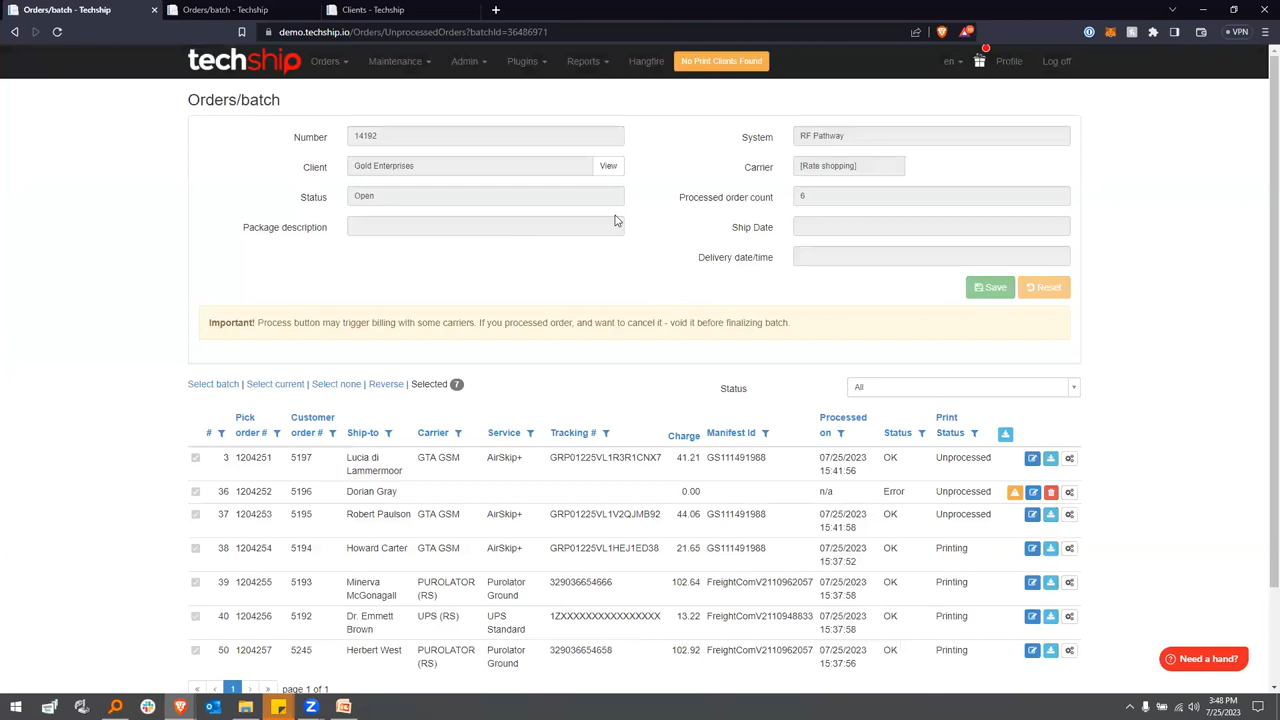 Orders/batch - Techship
Orders/batch - Techship
Clients - Techship
demo.techship.io/Orders/UnprocessedOrders?batchId=36486971
VPN
techship
Orders
Maintenance
Admin
Plugins
Reports
Hangfire
No Print Clients Found
en
Profile
Log off
Orders/batch
Number 14192 System RF Pathway
Client Gold Enterprises View Carrier [Rate shopping]
Status Open Processed order count 6
Package description Ship Date
Delivery date/time
Save Reset
Important! Process button may trigger billing with some carriers. If you processed order, and want to cancel it - void it before finalizing batch.
Select batch | Select current | Select none | Reverse | Selected 7 Status All
Pick Customer Processed Print
# order # order # Ship-to Carrier Service Tracking # Charge Manifest Id on Status Status
3 1204251 5197 Lucia di GTA GSM AirSkip+ GRP01225VL1R3R1CNX7 41.21 GS111491988 07/25/2023 OK Unprocessed
Lammermoor 15:41:56
36 1204252 5196 Dorian Gray 0.00 n/a Error Unprocessed
37 1204253 5195 Robert Paulson GTA GSM AirSkip+ GRP01225VL1V2QJMB92 44.06 GS111491988 07/25/2023 OK Unprocessed
15:41:58
38 1204254 5194 Howard Carter GTA GSM AirSkip+ GRP01225VL1HEJ1ED38 21.65 GS111491988 07/25/2023 OK Printing
15:37:52
39 1204255 5193 Minerva PUROLATOR Purolator 329036654666 102.64 FreightComV2110962057 07/25/2023 OK Printing
McGonagall (RS) Ground 15:37:58
40 1204256 5192 Dr. Emmett UPS (RS) UPS 1ZXXXXXXXXXXXXXXXX 13.22 FreightComV2110948833 07/25/2023 OK Printing
Brown Standard 15:37:58
50 1204257 5245 Herbert West PUROLATOR Purolator 329036654658 102.92 FreightComV2110962057 07/25/2023 OK Printing
(RS) Ground 15:37:56
« ‹ 1 › » page 1 of 1
Need a hand?
3:48 PM
7/25/2023